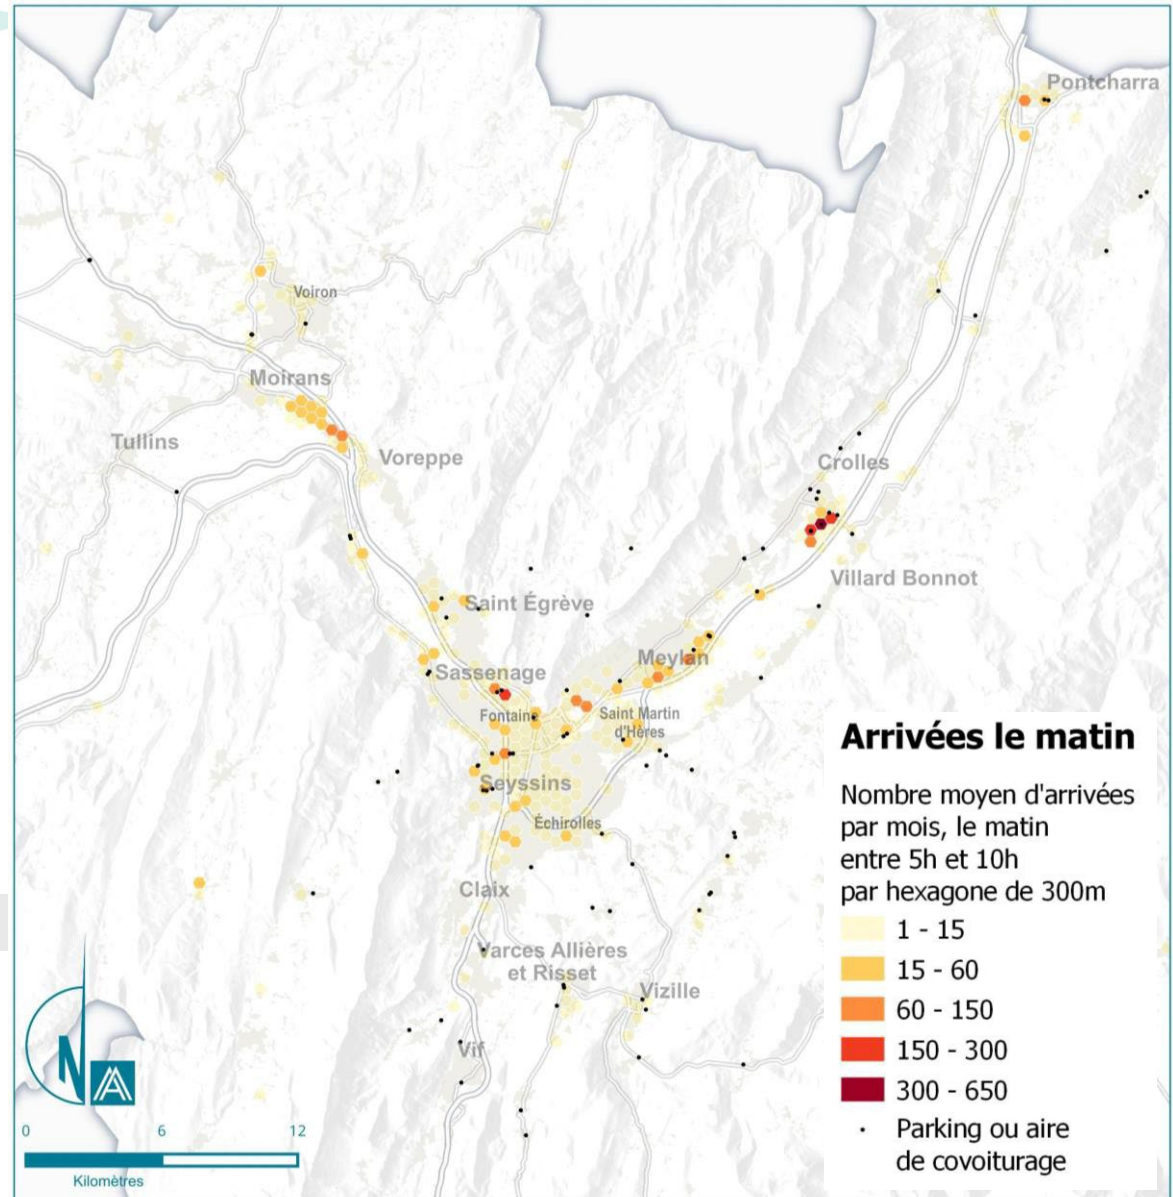 Pontcharra
Voiron
Moirans
Tullins
Voreppe
Crolles
Villard Bonnot
Saint Égrève
Meylan
Sassenage
Fontaine
Saint Martin
d'Hères
Seyssins
Échirolles
Claix
Varces Allières
et Risset
Vizille
Vif
N
0 6 12
Kilomètres
Arrivées le matin
Nombre moyen d'arrivées
par mois, le matin
entre 5h et 10h
par hexagone de 300m
1 - 15
15 - 60
60 - 150
150 - 300
300 - 650
Parking ou aire
de covoiturage